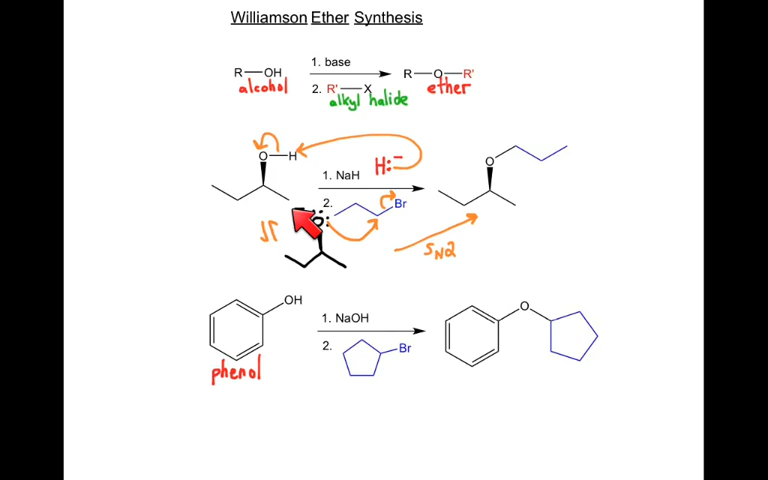 Williamson Ether Synthesis
R—OH
1. base
2. R'—X
R—O—R'
alcohol
alkyl halide
ether
O—H
1. NaH
H:⁻
2.
Br
O
SN2
OH
1. NaOH
2.
Br
O
phenol